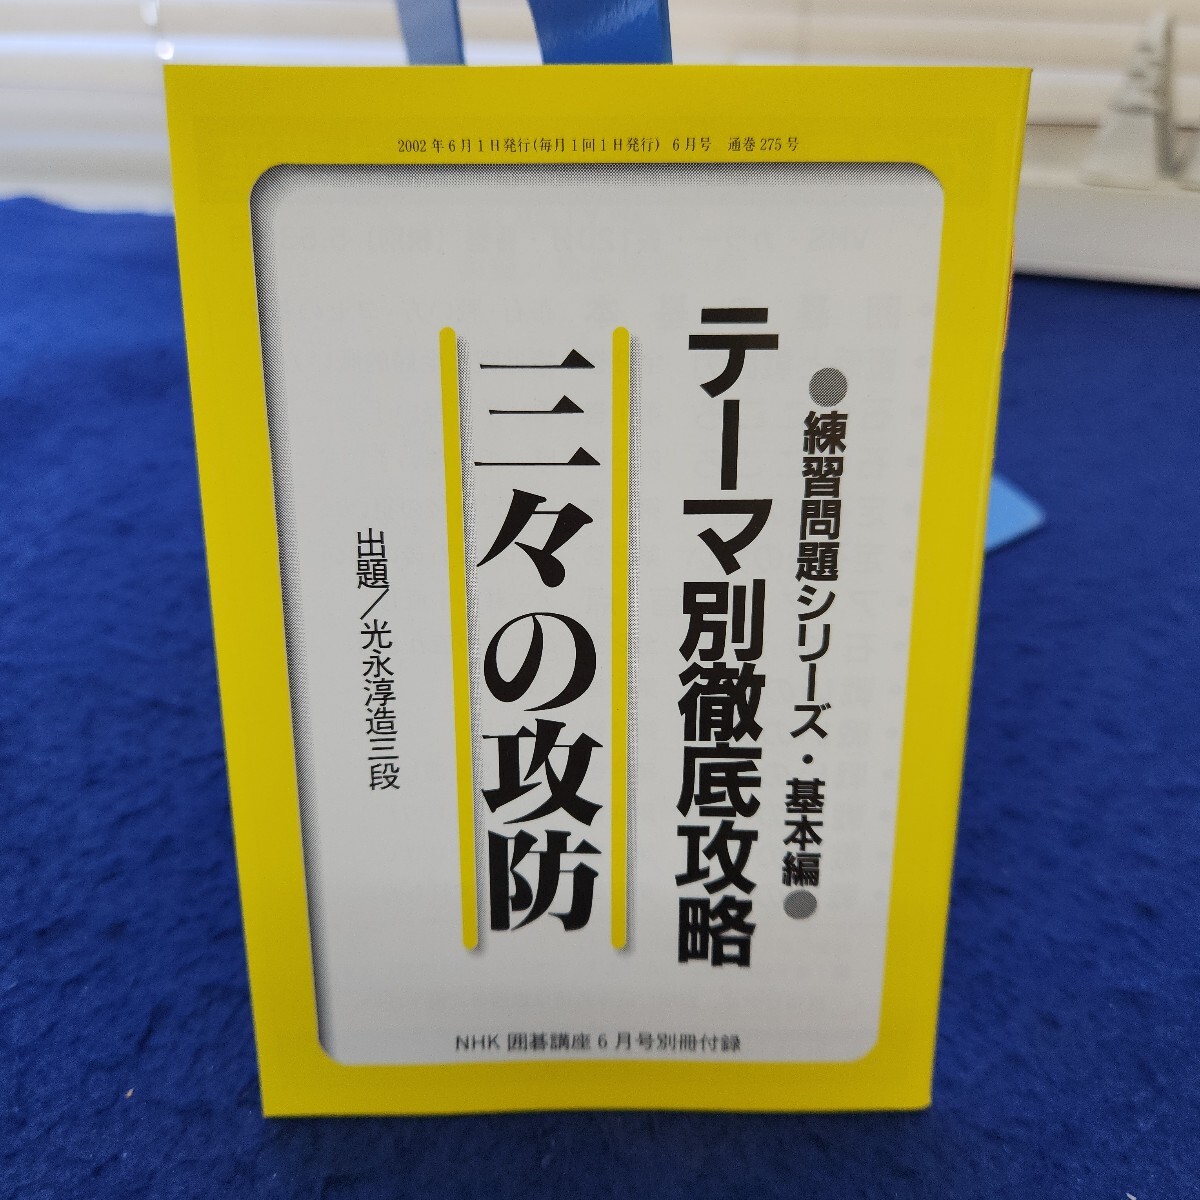 2002年6月1日発行(毎月1回1日発行) 6月号 通巻275号
●練習問題シリーズ・基本編●
テーマ別徹底攻略
三々の攻防
出題／光永淳造三段
NHK 囲碁講座6月号別冊付録